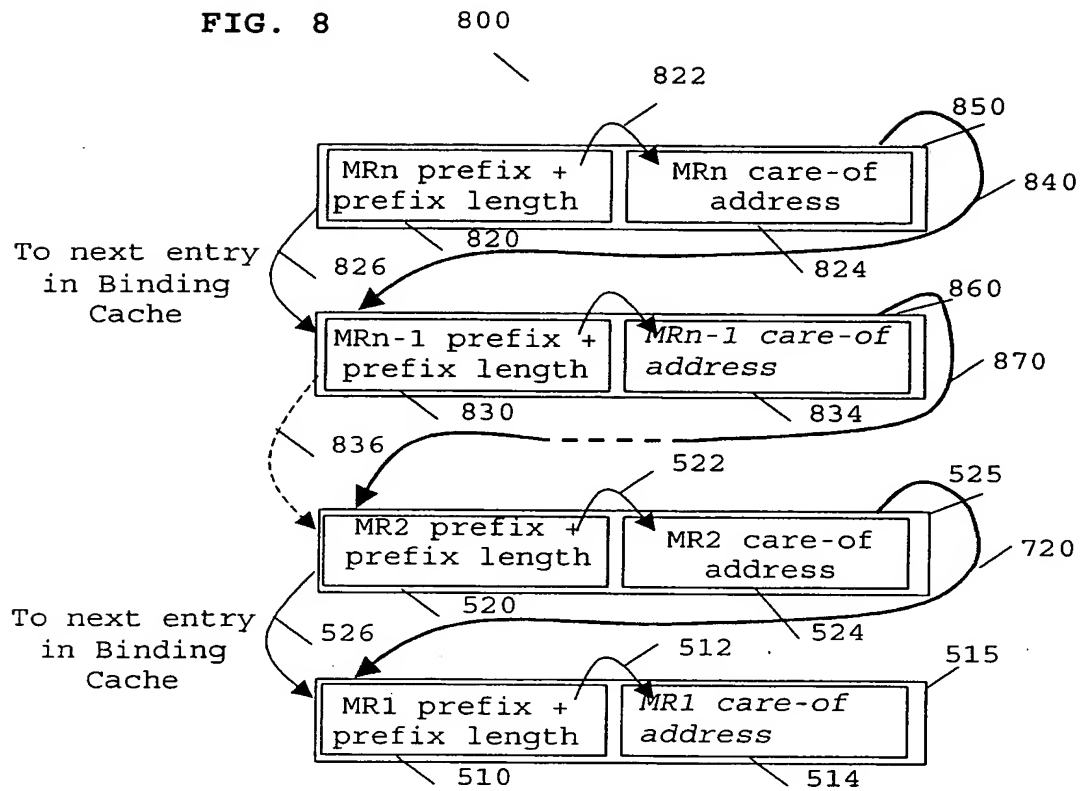 FIG. 8
800
822
850
MRn prefix +
prefix length
MRn care-of
address
840
820
824
To next entry
in Binding
Cache
826
860
MRn-1 prefix +
prefix length
MRn-1 care-of
address
870
830
834
836
522
525
MR2 prefix +
prefix length
MR2 care-of
address
720
520
524
To next entry
in Binding
Cache
526
512
515
MR1 prefix +
prefix length
MR1 care-of
address
510
514